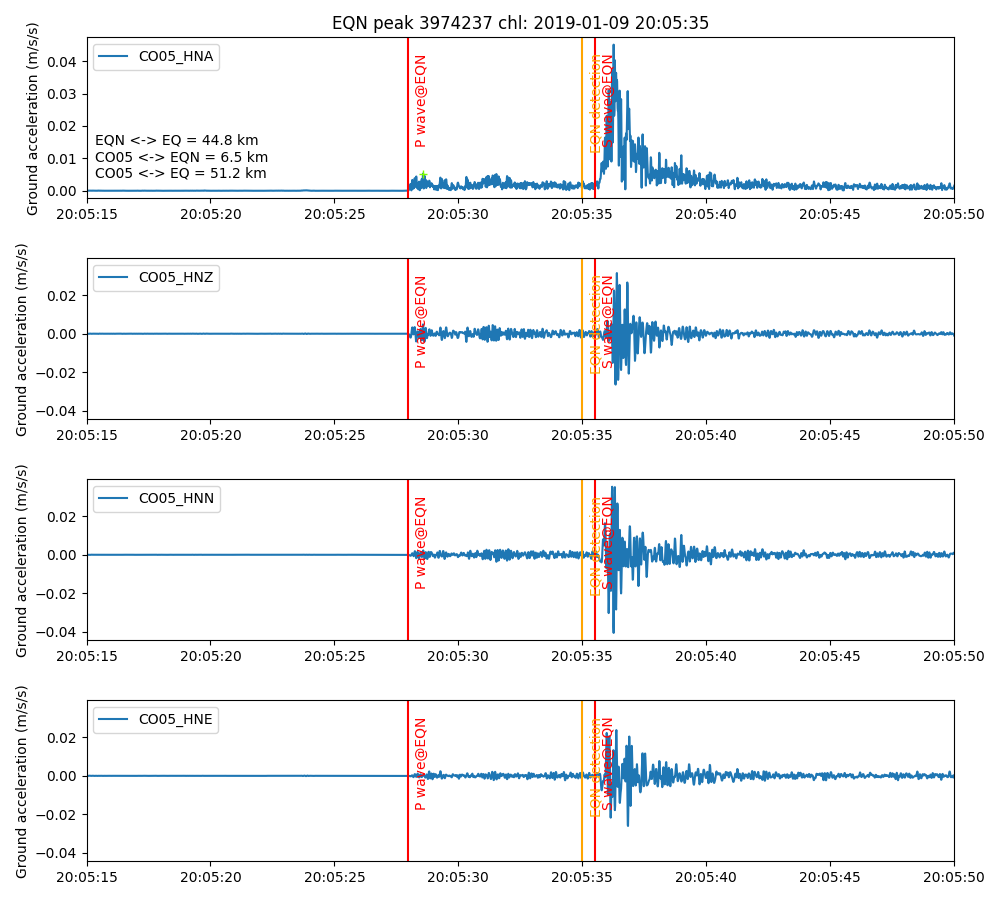 EQN peak 3974237 chl: 2019-01-09 20:05:35
Ground acceleration (m/s/s)
0.04
0.03
0.02
0.01
0.00
CO05_HNA
EQN <-> EQ = 44.8 km
CO05 <-> EQN = 6.5 km
CO05 <-> EQ = 51.2 km
P wave@EQN
EQN detection
S wave@EQN
20:05:15 20:05:20 20:05:25 20:05:30 20:05:35 20:05:40 20:05:45 20:05:50
Ground acceleration (m/s/s)
0.02
0.00
−0.02
−0.04
CO05_HNZ
P wave@EQN
EQN detection
S wave@EQN
20:05:15 20:05:20 20:05:25 20:05:30 20:05:35 20:05:40 20:05:45 20:05:50
Ground acceleration (m/s/s)
0.02
0.00
−0.02
−0.04
CO05_HNN
P wave@EQN
EQN detection
S wave@EQN
20:05:15 20:05:20 20:05:25 20:05:30 20:05:35 20:05:40 20:05:45 20:05:50
Ground acceleration (m/s/s)
0.02
0.00
−0.02
−0.04
CO05_HNE
P wave@EQN
EQN detection
S wave@EQN
20:05:15 20:05:20 20:05:25 20:05:30 20:05:35 20:05:40 20:05:45 20:05:50